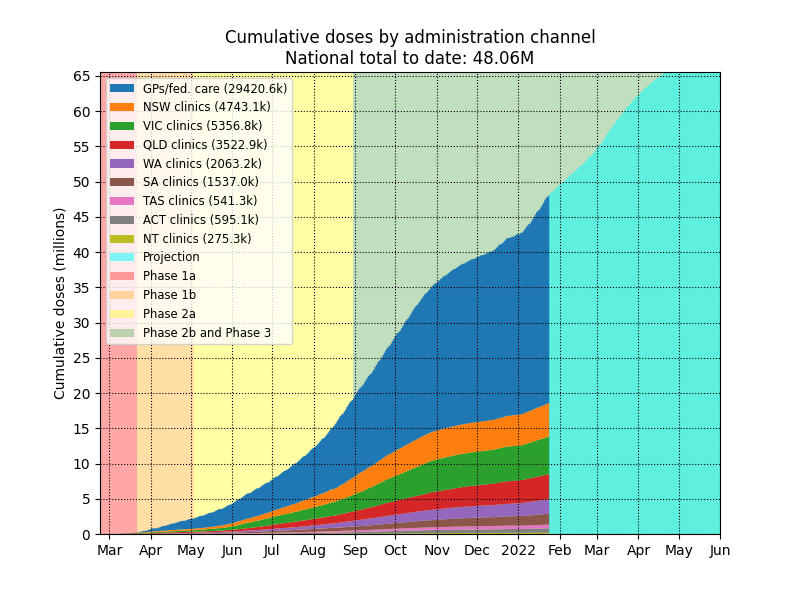 Cumulative doses by administration channel
National total to date: 48.06M
Cumulative doses (millions)
65
60
55
50
45
40
35
30
25
20
15
10
5
0
GPs/fed. care (29420.6k)
NSW clinics (4743.1k)
VIC clinics (5356.8k)
QLD clinics (3522.9k)
WA clinics (2063.2k)
SA clinics (1537.0k)
TAS clinics (541.3k)
ACT clinics (595.1k)
NT clinics (275.3k)
Projection
Phase 1a
Phase 1b
Phase 2a
Phase 2b and Phase 3
Mar Apr May Jun Jul Aug Sep Oct Nov Dec 2022 Feb Mar Apr May Jun